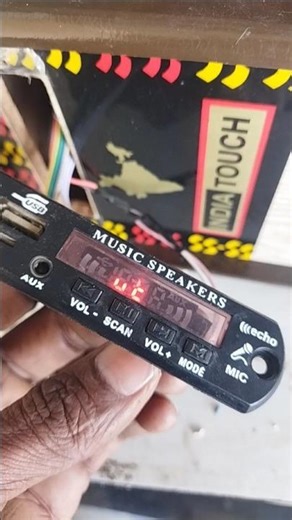 INDIA TOUCH
USB
MUSIC SPEAKERS
AUX
VOL - SCAN VOL+ MODE
echo
MIC